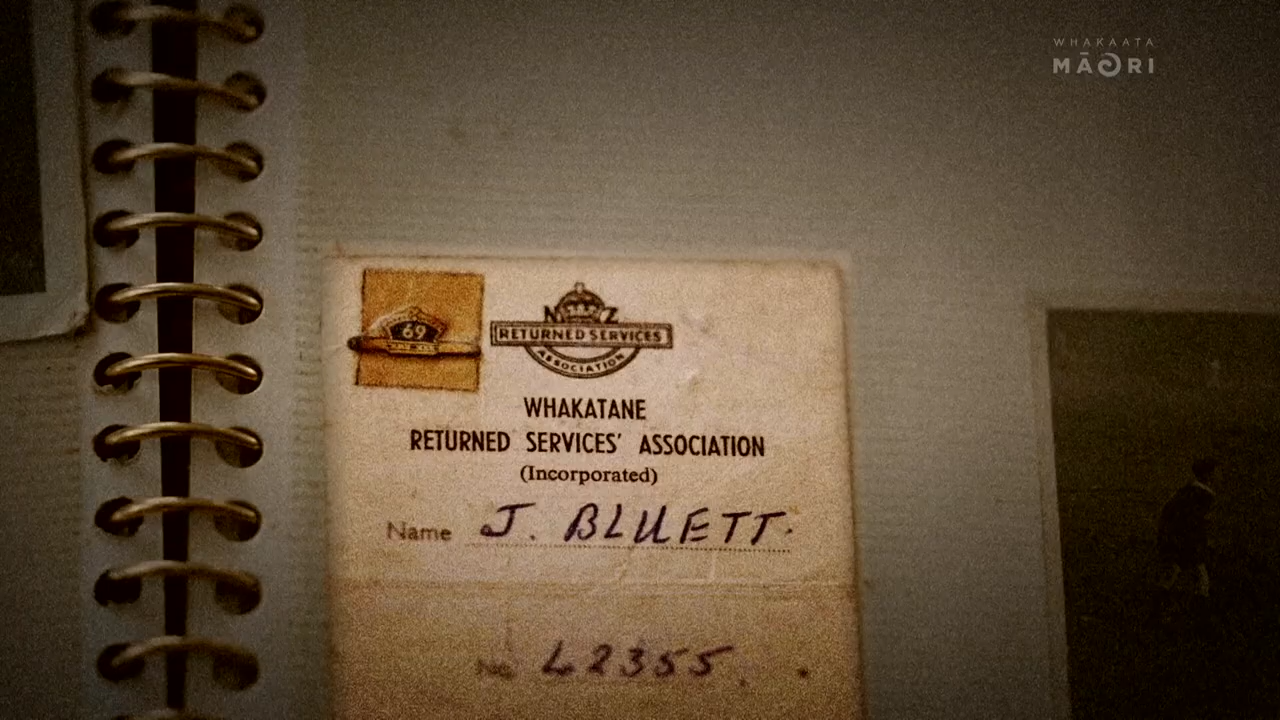 WHAKAATA
MĀORI
69
N Z
RETURNED SERVICES
ASSOCIATION
WHAKATANE
RETURNED SERVICES' ASSOCIATION
(Incorporated)
Name J. BLUETT.
No. 42355